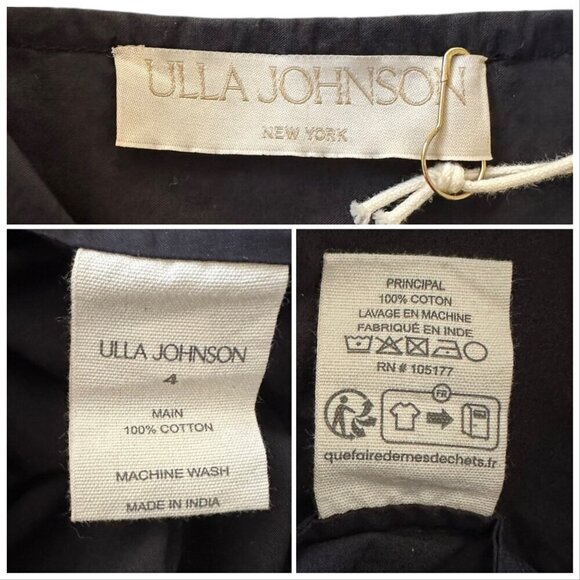 ULLA JOHNSON
NEW YORK
ULLA JOHNSON
4
MAIN
100% COTTON
MACHINE WASH
MADE IN INDIA
PRINCIPAL
100% COTON
LAVAGE EN MACHINE
FABRIQUÉ EN INDE
RN # 105177
FR
quefairedemesdechets.fr